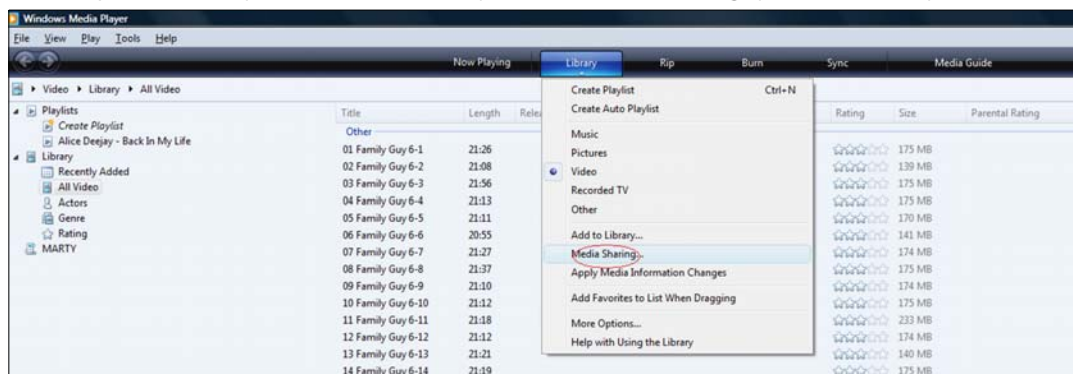 Windows Media Player
File View Play Tools Help
Now Playing Library Rip Burn Sync Media Guide
Video Library All Video
Playlists
Create Playlist
Alice Deejay - Back In My Life
Library
Recently Added
All Video
Actors
Genre
Rating
MARTY
Title Length Rating Size Parental Rating
Other
01 Family Guy 6-1 21:26 175 MB
02 Family Guy 6-2 21:08 139 MB
03 Family Guy 6-3 21:56 175 MB
04 Family Guy 6-4 21:13 175 MB
05 Family Guy 6-5 21:11 170 MB
06 Family Guy 6-6 20:55 141 MB
07 Family Guy 6-7 21:27 174 MB
08 Family Guy 6-8 21:37 175 MB
09 Family Guy 6-9 21:10 174 MB
10 Family Guy 6-10 21:12 175 MB
11 Family Guy 6-11 21:18 233 MB
12 Family Guy 6-12 21:12 174 MB
13 Family Guy 6-13 21:21 140 MB
14 Family Guy 6-14 21:19 175 MB
Create Playlist Ctrl+N
Create Auto Playlist
Music
Pictures
Video
Recorded TV
Other
Add to Library...
Media Sharing...
Apply Media Information Changes
Add Favorites to List When Dragging
More Options...
Help with Using the Library